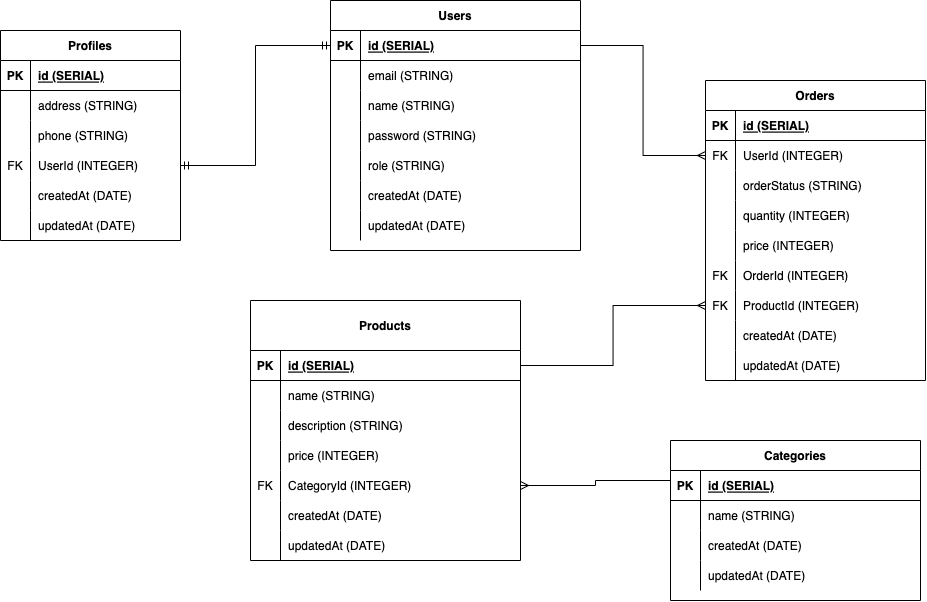 Users
PK id (SERIAL)
email (STRING)
name (STRING)
password (STRING)
role (STRING)
createdAt (DATE)
updatedAt (DATE)
Profiles
PK id (SERIAL)
address (STRING)
phone (STRING)
FK UserId (INTEGER)
createdAt (DATE)
updatedAt (DATE)
Orders
PK id (SERIAL)
FK UserId (INTEGER)
orderStatus (STRING)
quantity (INTEGER)
price (INTEGER)
FK OrderId (INTEGER)
FK ProductId (INTEGER)
createdAt (DATE)
updatedAt (DATE)
Products
PK id (SERIAL)
name (STRING)
description (STRING)
price (INTEGER)
FK CategoryId (INTEGER)
createdAt (DATE)
updatedAt (DATE)
Categories
PK id (SERIAL)
name (STRING)
createdAt (DATE)
updatedAt (DATE)